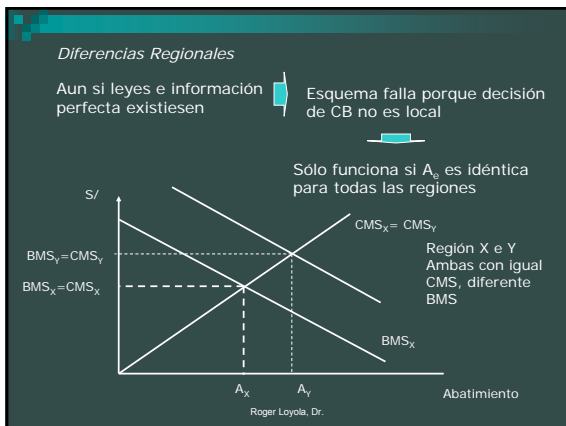 Diferencias Regionales
Aun si leyes e información
perfecta existiesen
Esquema falla porque decisión
de CB no es local
Sólo funciona si Ae es idéntica
para todas las regiones
S/
CMSX= CMSY
Región X e Y
Ambas con igual
CMS, diferente
BMS
BMSY=CMSY
BMSX=CMSX
BMSX
AX
AY
Abatimiento
Roger Loyola, Dr.